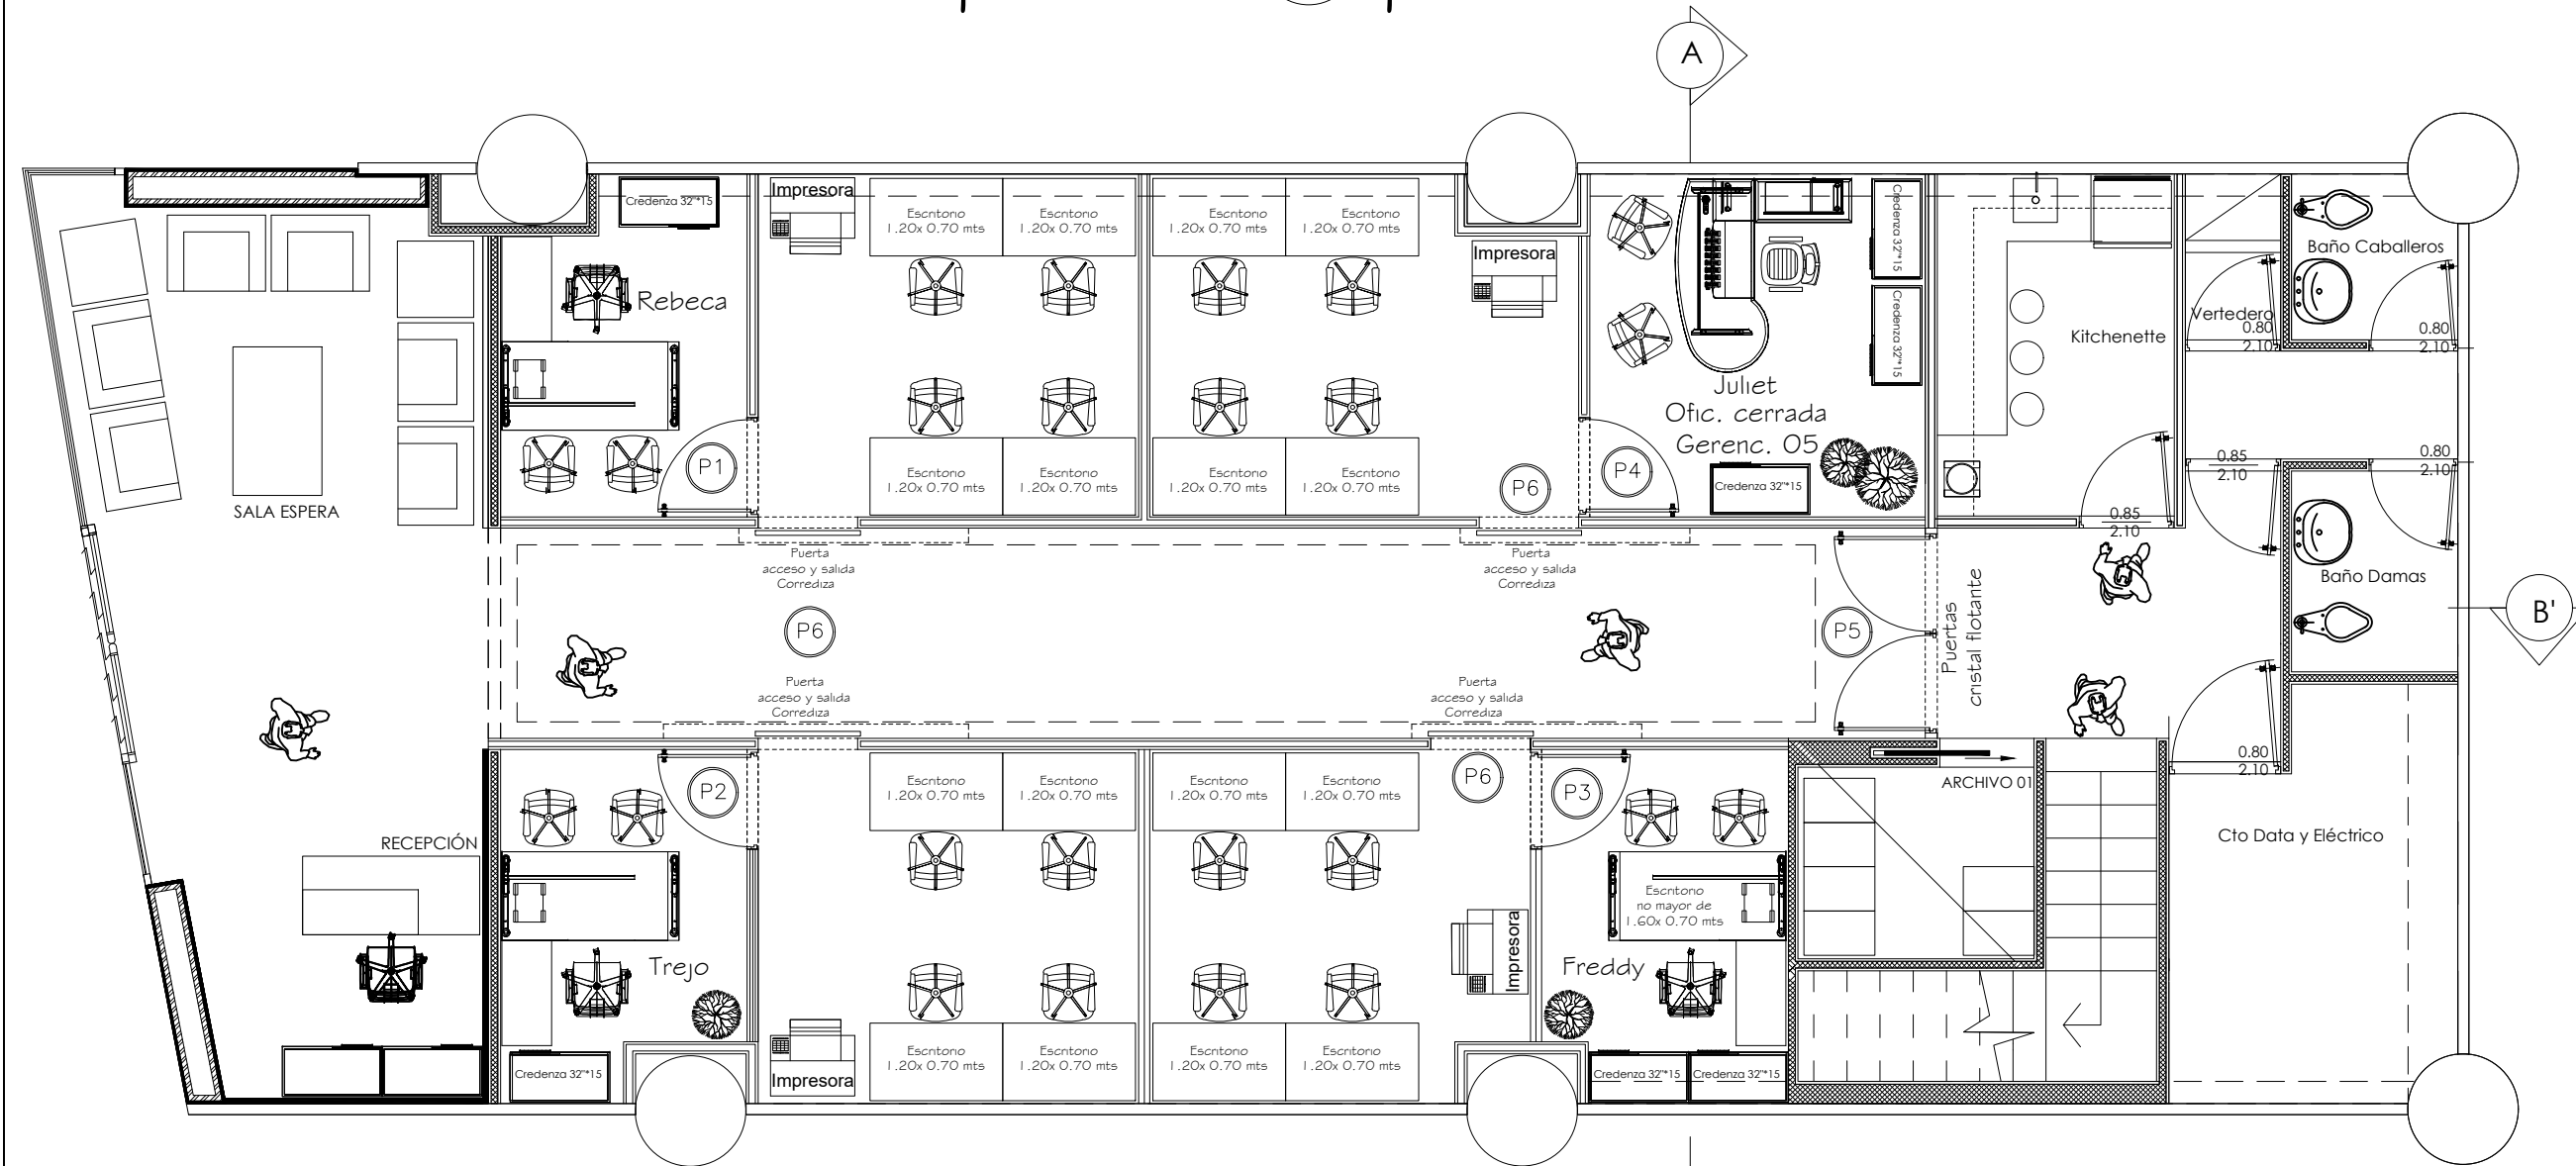 A
Credenza 32"*15
Impresora
Escritorio
1.20x 0.70 mts
Escritorio
1.20x 0.70 mts
Escritorio
1.20x 0.70 mts
Escritorio
1.20x 0.70 mts
Impresora
Credenza 32"*15
Credenza 32"*15
Baño Caballeros
Rebeca
Vertedero
0.80
2.10
0.80
2.10
Kitchenette
Juliet
Ofic. cerrada
Gerenc. 05
P1
Escritorio
1.20x 0.70 mts
Escritorio
1.20x 0.70 mts
Escritorio
1.20x 0.70 mts
Escritorio
1.20x 0.70 mts
P6
P4
Credenza 32"*15
0.85
2.10
0.80
2.10
SALA ESPERA
0.85
2.10
Puerta
acceso y salida
Corrediza
Puerta
acceso y salida
Corrediza
Baño Damas
P6
P5
Puertas
cristal flotante
B'
Puerta
acceso y salida
Corrediza
Puerta
acceso y salida
Corrediza
0.80
2.10
P2
Escritorio
1.20x 0.70 mts
Escritorio
1.20x 0.70 mts
Escritorio
1.20x 0.70 mts
Escritorio
1.20x 0.70 mts
P6
P3
ARCHIVO 01
RECEPCIÓN
Cto Data y Eléctrico
Escritorio
no mayor de
1.60x 0.70 mts
Impresora
Trejo
Freddy
Credenza 32"*15
Impresora
Escritorio
1.20x 0.70 mts
Escritorio
1.20x 0.70 mts
Escritorio
1.20x 0.70 mts
Escritorio
1.20x 0.70 mts
Credenza 32"*15
Credenza 32"*15